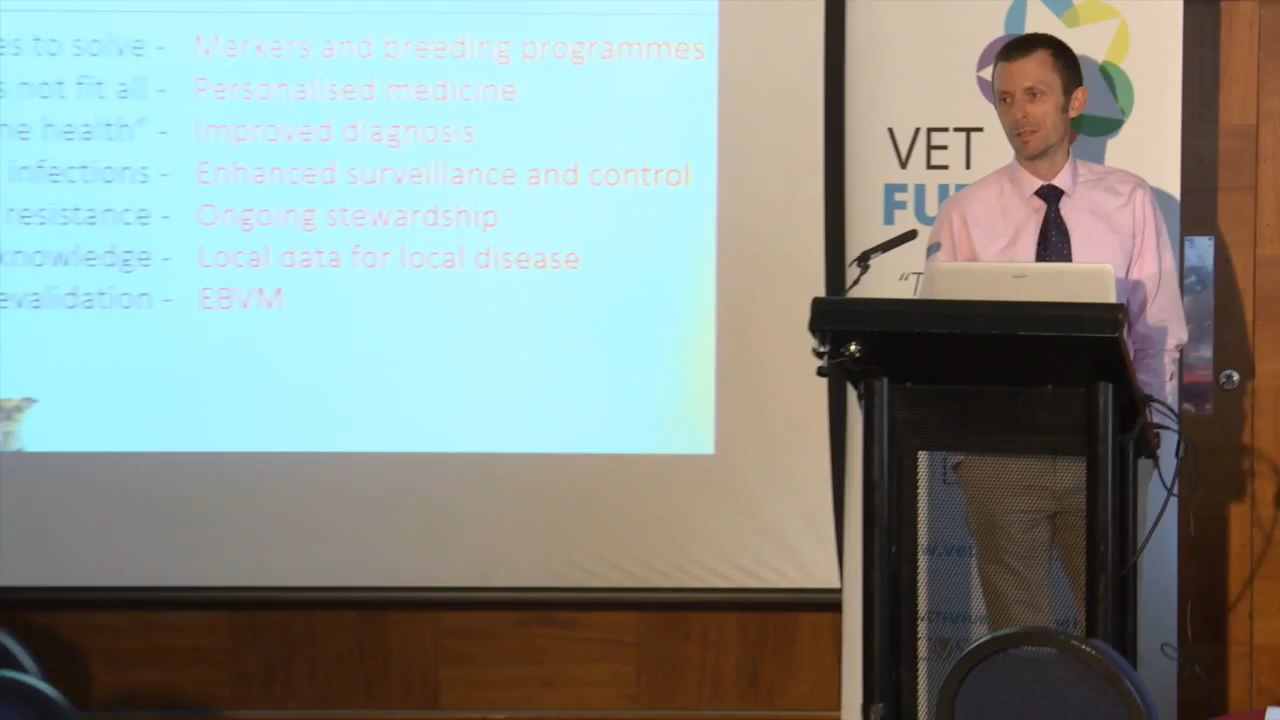 es to solve - Markers and breeding programmes
s not fit all - Personalised medicine
ne health" - Improved diagnosis
infections - Enhanced surveillance and control
resistance - Ongoing stewardship
knowledge - Local data for local disease
evalidation - EBVM
VET
FU
"T